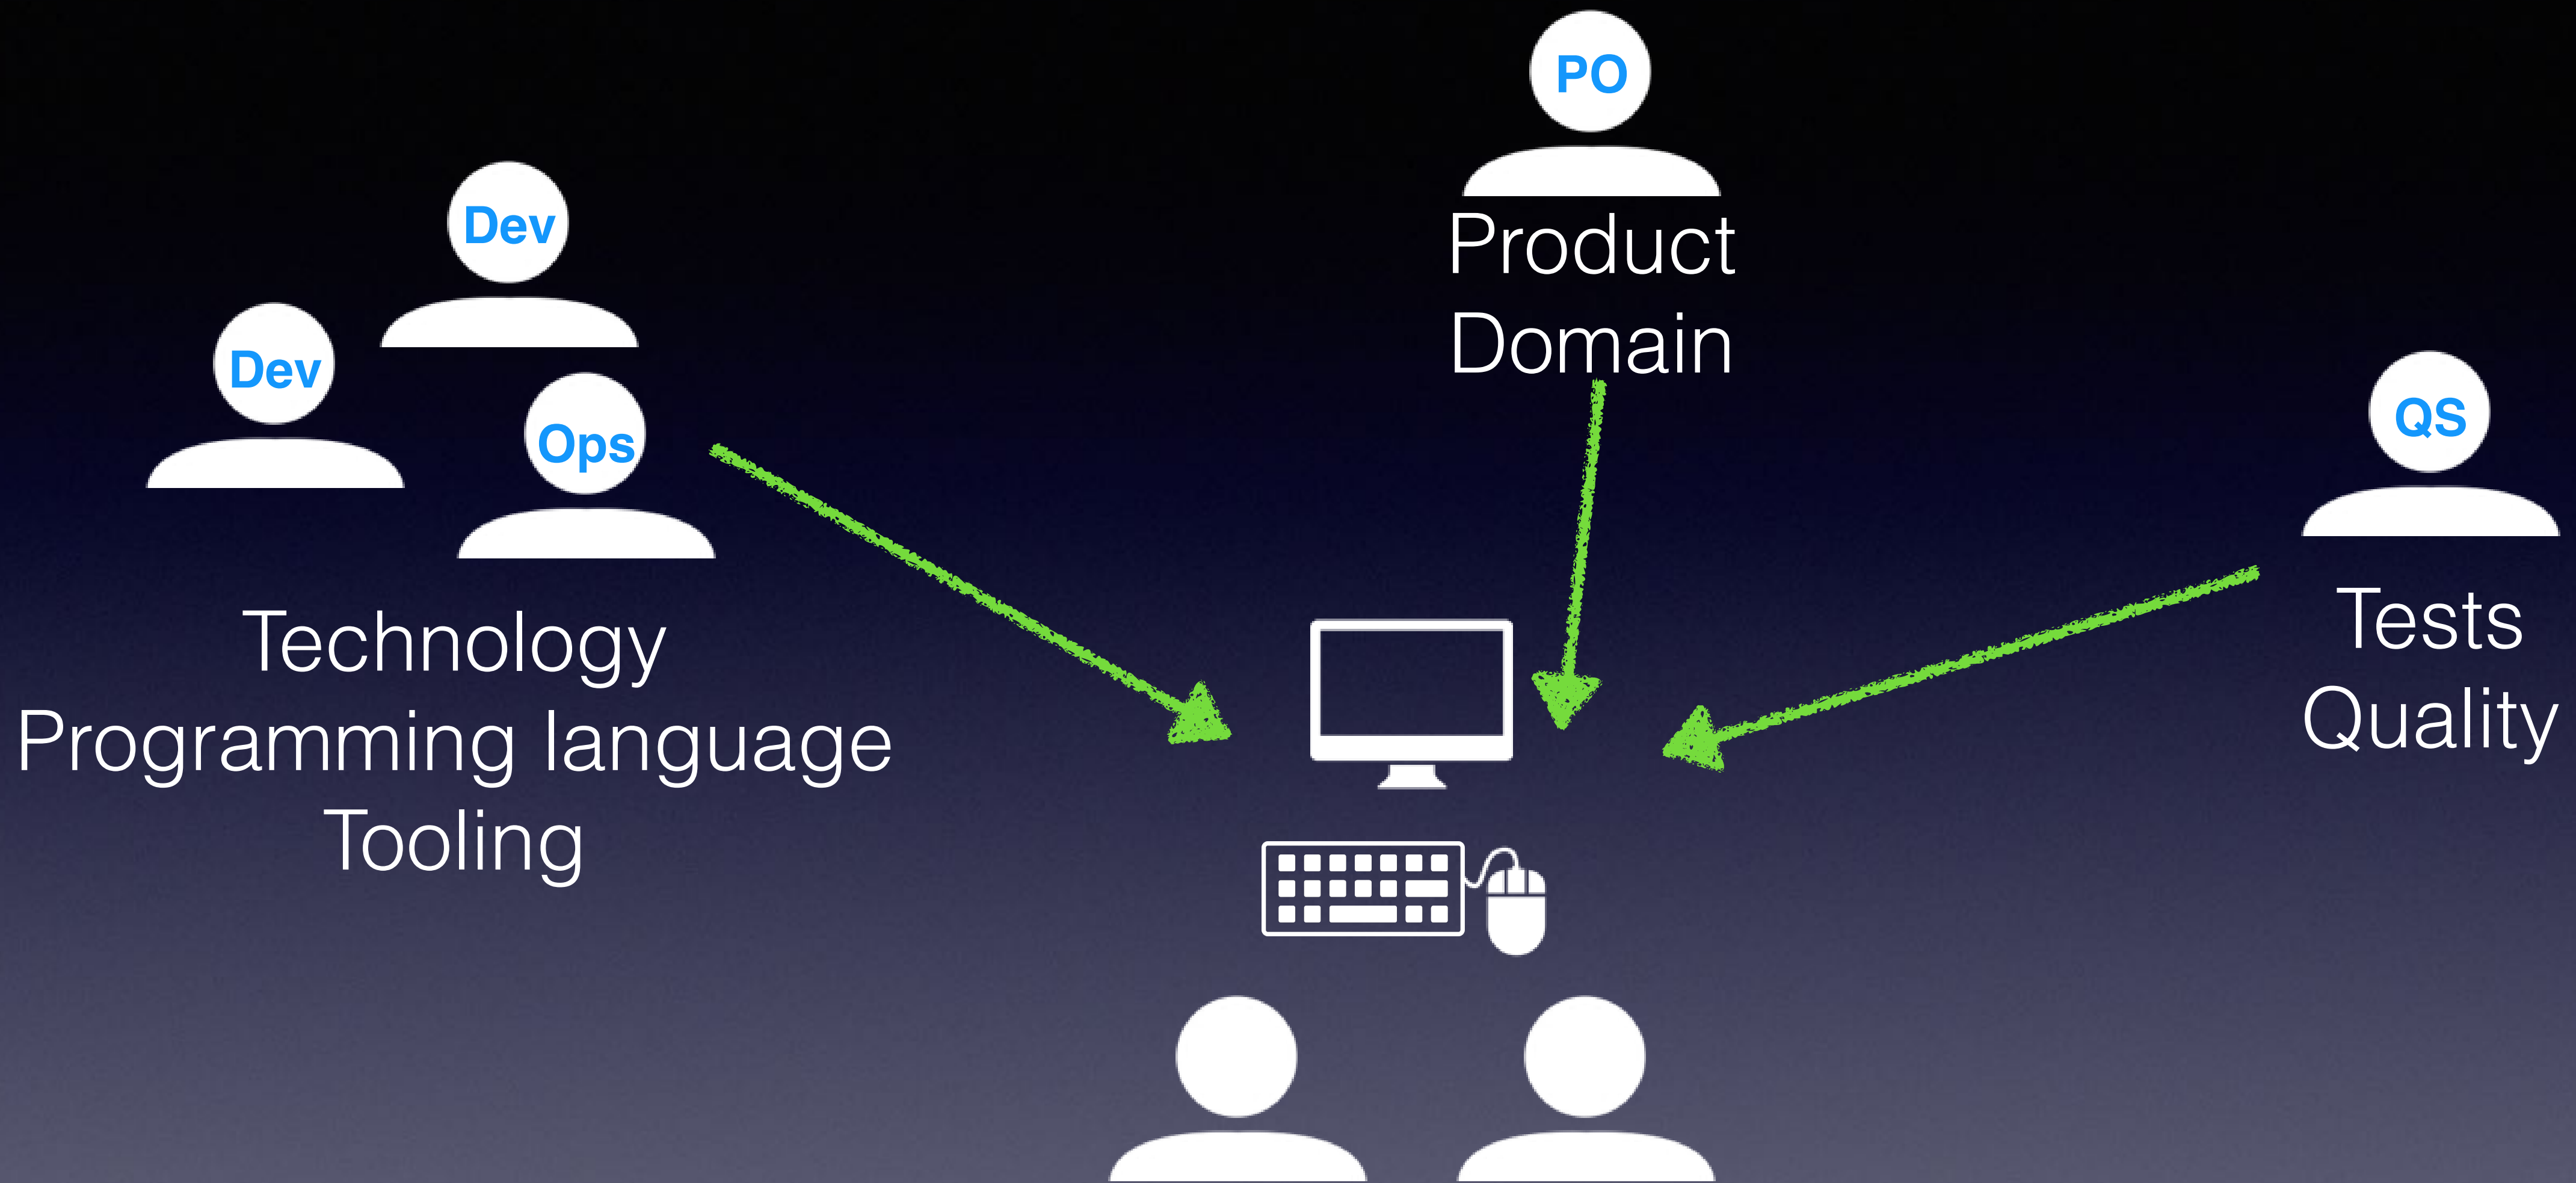 PO
Product
Domain
Dev
Dev
Ops
Technology
Programming language
Tooling
QS
Tests
Quality